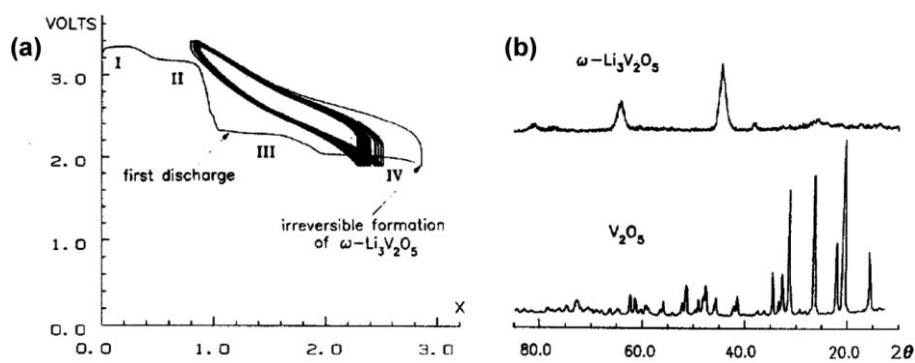 (a)
VOLTS
I
II
III
IV
first discharge
irreversible formation
of ω-Li₃V₂O₅
3.0
2.0
1.0
0.0
X
0.0 1.0 2.0 3.0
(b)
ω-Li₃V₂O₅
V₂O₅
80.0 60.0 40.0 20.0 2θ